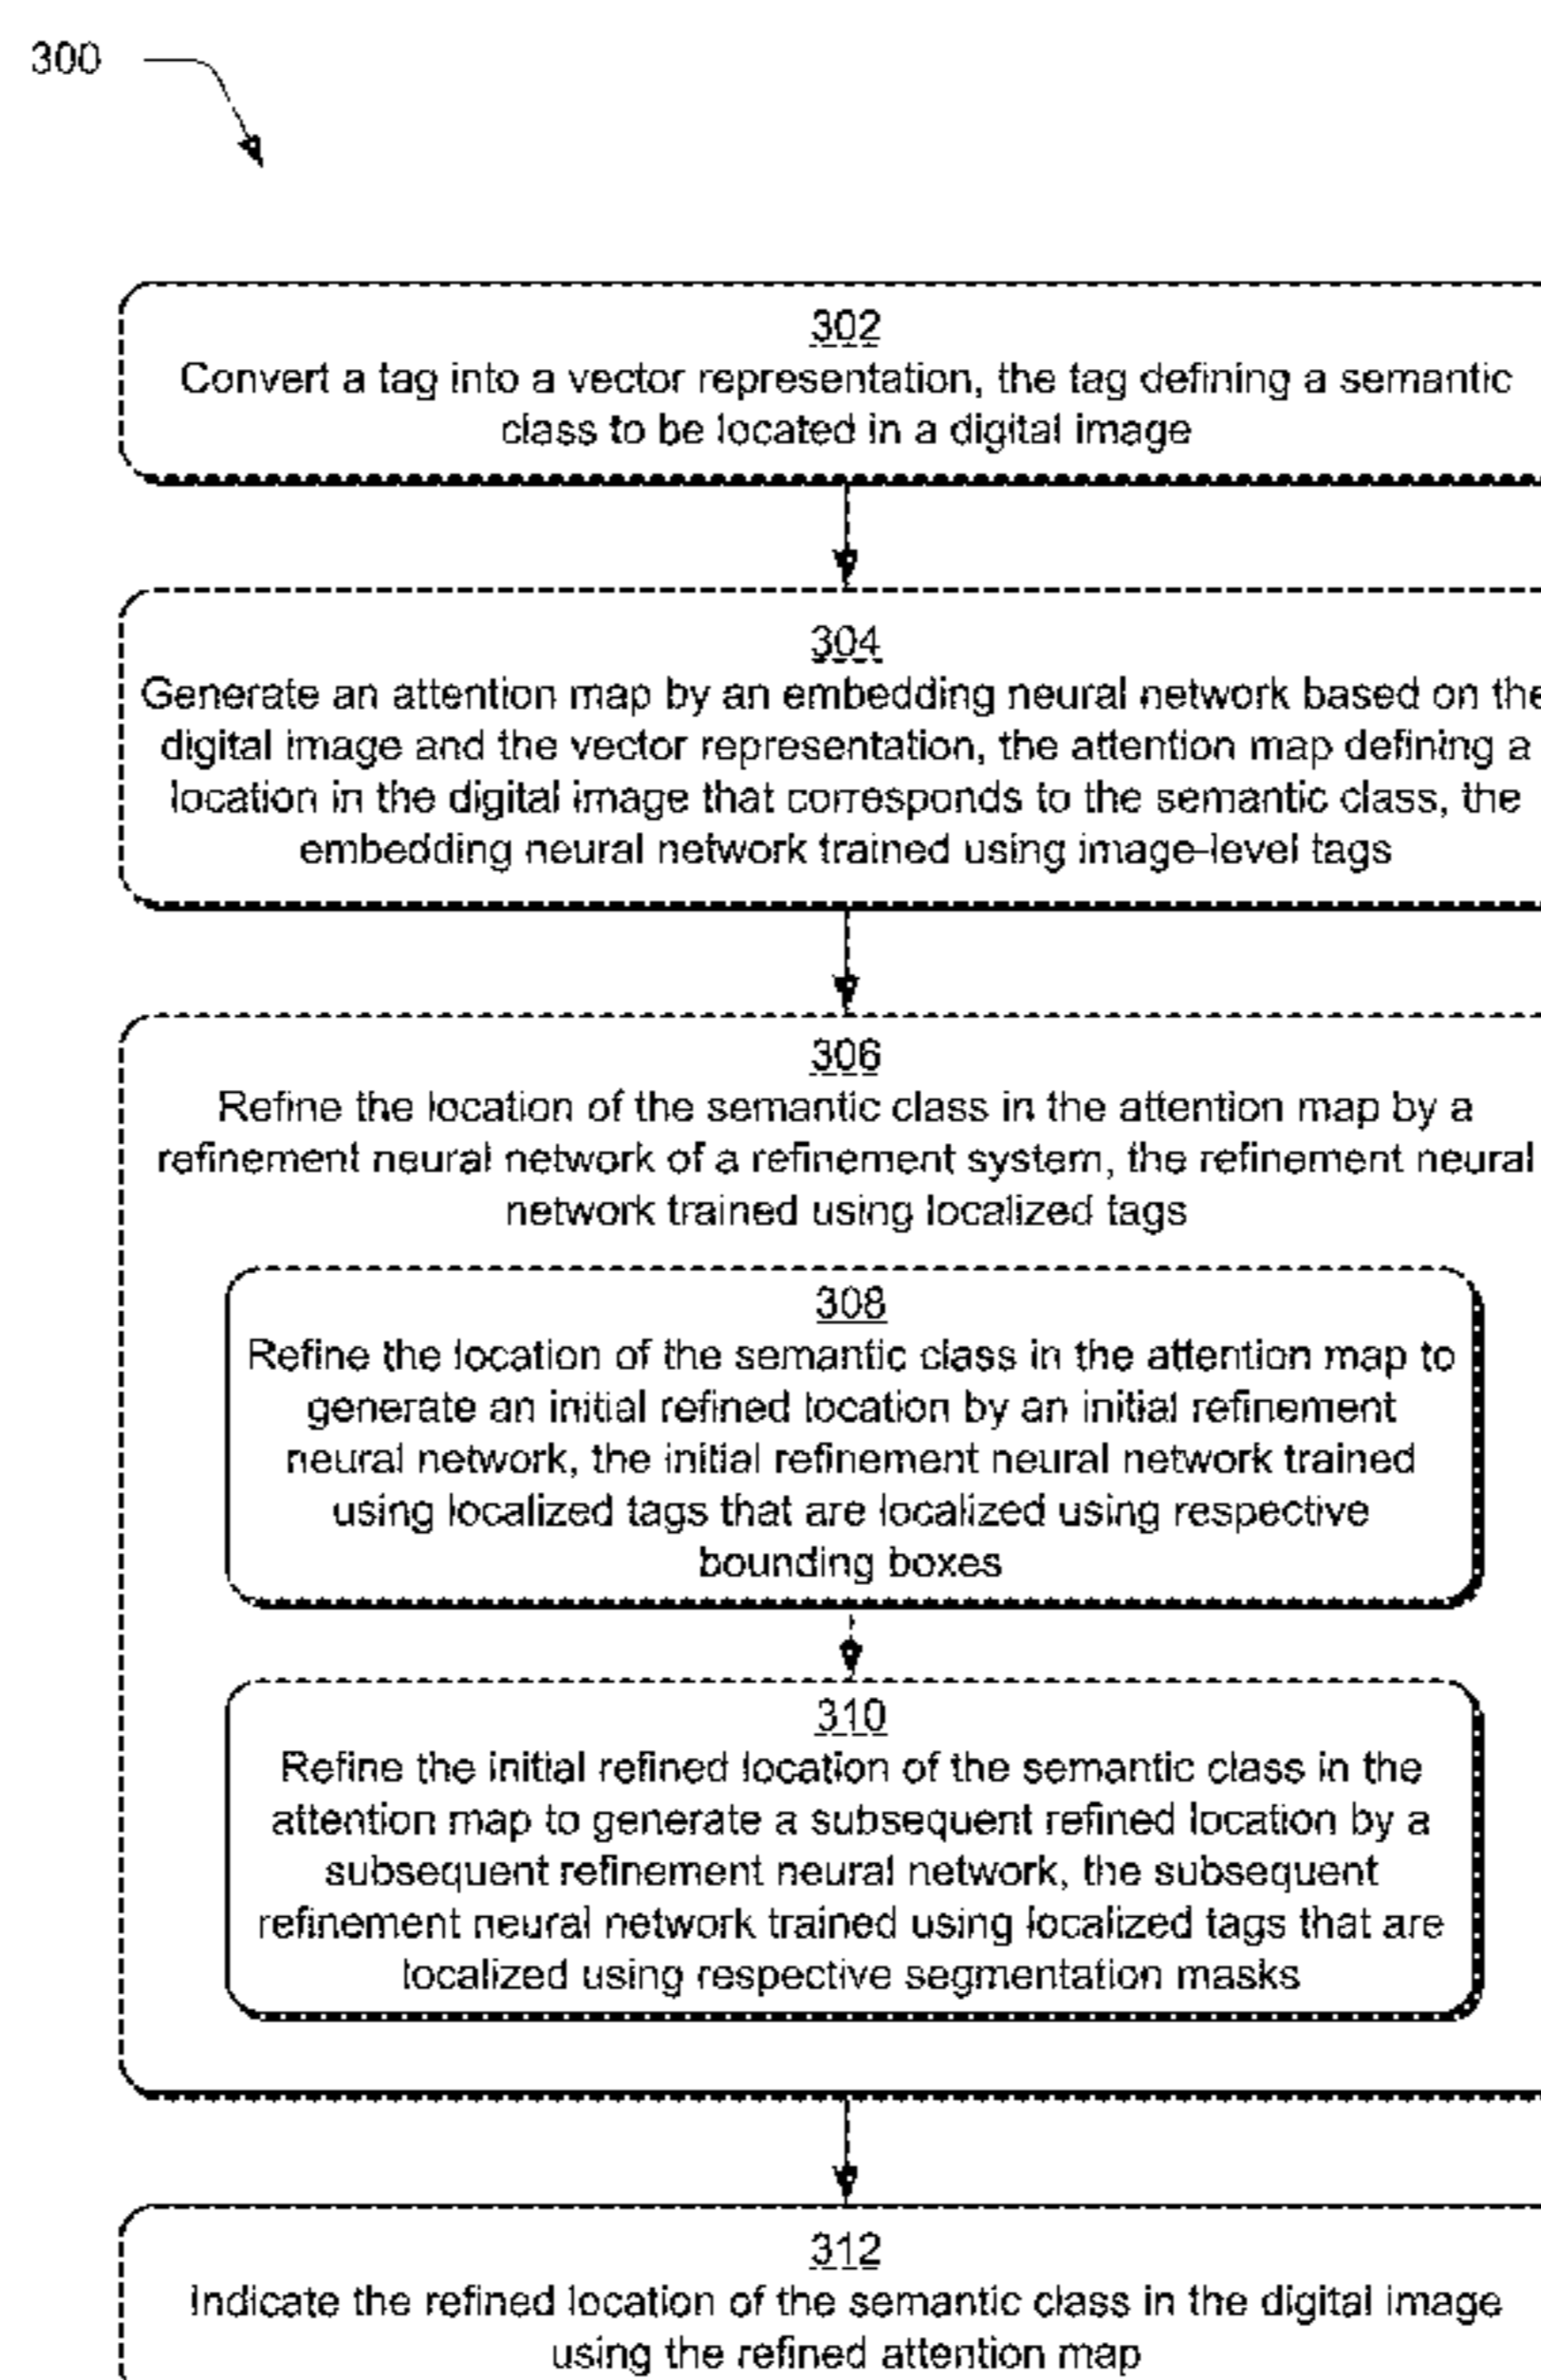 300
302
Convert a tag into a vector representation, the tag defining a semantic
class to be located in a digital image
304
Generate an attention map by an embedding neural network based on the
digital image and the vector representation, the attention map defining a
location in the digital image that corresponds to the semantic class, the
embedding neural network trained using image-level tags
306
Refine the location of the semantic class in the attention map by a
refinement neural network of a refinement system, the refinement neural
network trained using localized tags
308
Refine the location of the semantic class in the attention map to
generate an initial refined location by an initial refinement
neural network, the initial refinement neural network trained
using localized tags that are localized using respective
bounding boxes
310
Refine the initial refined location of the semantic class in the
attention map to generate a subsequent refined location by a
subsequent refinement neural network, the subsequent
refinement neural network trained using localized tags that are
localized using respective segmentation masks
312
Indicate the refined location of the semantic class in the digital image
using the refined attention map